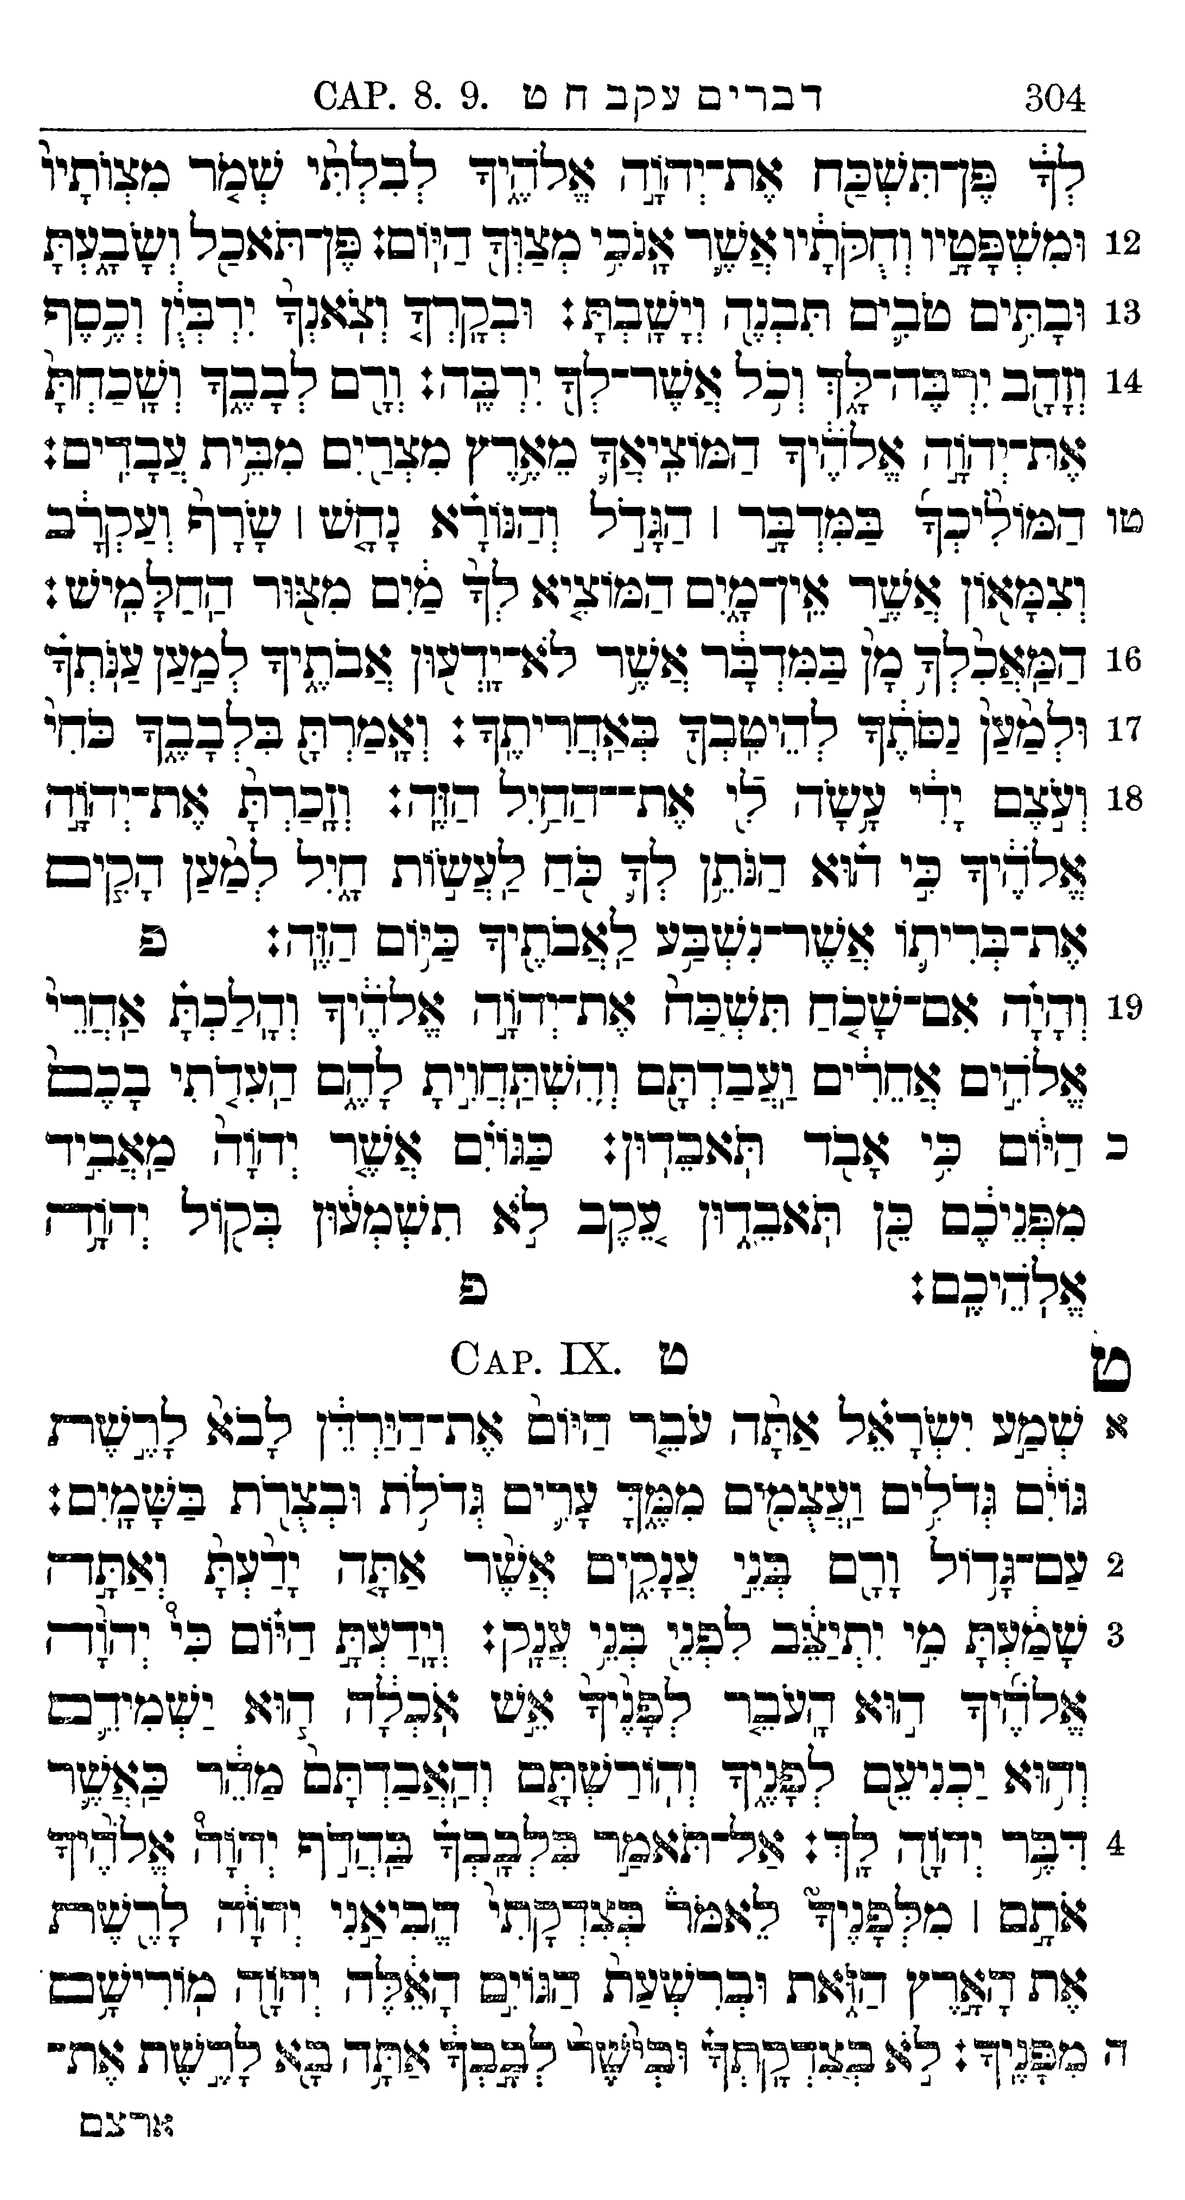 304 דברים עקב ח ט CAP. 8. 9.
לְךָ֔ פֶּן־תִּשְׁכַּ֖ח אֶת־יְהוָ֣ה אֱלֹהֶ֑יךָ לְבִלְתִּ֨י שְׁמֹ֤ר מִצְוֺתָיו֙
12 וּמִשְׁפָּטָ֣יו וְחֻקֹּתָ֔יו אֲשֶׁ֛ר אָֽנֹכִ֥י מְצַוְּךָ֖ הַיּֽוֹם׃ פֶּן־תֹּאכַ֖ל וְשָׂבָ֑עְתָּ
13 וּבָתִּ֥ים טֹבִ֛ים תִּבְנֶ֖ה וְיָשָֽׁבְתָּ׃ וּבְקָֽרְךָ֤ וְצֹֽאנְךָ֙ יִרְבְּיֻ֔ן וְכֶ֥סֶף
14 וְזָהָ֖ב יִרְבֶּה־לָּ֑ךְ וְכֹ֥ל אֲשֶׁר־לְךָ֖ יִרְבֶּֽה׃ וְרָ֖ם לְבָבֶ֑ךָ וְשָֽׁכַחְתָּ֙
אֶת־יְהוָ֣ה אֱלֹהֶ֔יךָ הַמּוֹצִֽיאֲךָ֛ מֵאֶ֥רֶץ מִצְרַ֖יִם מִבֵּ֥ית עֲבָדִֽים׃
טו הַמּוֹלִ֨יכְךָ֜ בַּמִּדְבָּ֣ר ׀ הַגָּדֹ֣ל וְהַנּוֹרָ֗א נָחָ֤שׁ ׀ שָׂרָף֙ וְעַקְרָ֔ב
וְצִמָּא֖וֹן אֲשֶׁ֣ר אֵֽין־מָ֑יִם הַמּוֹצִ֤יא לְךָ֙ מַ֔יִם מִצּ֖וּר הַֽחַלָּמִֽישׁ׃
16 הַמַּֽאֲכִ֨לְךָ֥ מָן֙ בַּמִּדְבָּ֔ר אֲשֶׁ֥ר לֹא־יָֽדְע֖וּן אֲבֹתֶ֑יךָ לְמַ֣עַן עַנֹּֽתְךָ֗
17 וּלְמַ֨עַן֙ נַסֹּתֶ֔ךָ לְהֵיטִֽבְךָ֖ בְּאַֽחֲרִיתֶֽךָ׃ וְאָֽמַרְתָּ֖ בִּלְבָבֶ֑ךָ כֹּחִי֙
18 וְעֹ֣צֶם יָדִ֔י עָ֥שָׂה לִ֖י אֶת־הַחַ֥יִל הַזֶּֽה׃ וְזָֽכַרְתָּ֙ אֶת־יְהוָ֣ה
אֱלֹהֶ֔יךָ כִּ֣י ה֗וּא הַנֹּתֵ֥ן לְךָ֛ כֹּ֖חַ לַֽעֲשׂ֣וֹת חָ֑יִל לְמַ֨עַן הָקִ֧ים
אֶת־בְּרִית֛וֹ אֲשֶׁר־נִשְׁבַּ֥ע לַֽאֲבֹתֶ֖יךָ כַּיּ֥וֹם הַזֶּֽה׃ פ
19 וְהָיָ֗ה אִם־שָׁכֹ֤חַ תִּשְׁכַּח֙ אֶת־יְהוָ֣ה אֱלֹהֶ֔יךָ וְהָֽלַכְתָּ֗ אַֽחֲרֵי֙
אֱלֹהִ֣ים אֲחֵרִ֔ים וַֽעֲבַדְתָּ֖ם וְהִֽשְׁתַּֽחֲוִ֣יתָ לָהֶ֑ם הַֽעִדֹ֤תִי בָכֶם֙
כ הַיּ֔וֹם כִּ֥י אָבֹ֖ד תֹּֽאבֵדֽוּן׃ כַּגּוֹיִ֗ם אֲשֶׁ֤ר יְהוָה֙ מַֽאֲבִ֣יד
מִפְּנֵיכֶ֔ם כֵּ֖ן תֹּֽאבֵד֑וּן עֵ֚קֶב לֹ֣א תִשְׁמְע֔וּן בְּק֖וֹל יְהוָ֥ה
אֱלֹֽהֵיכֶֽם׃ פ
ט CAP. IX. ט
א שְׁמַ֣ע יִשְׂרָאֵ֗ל אַתָּ֨ה עֹבֵ֤ר הַיּוֹם֙ אֶת־הַיַּרְדֵּ֔ן לָבֹא֙ לָרֶ֣שֶׁת
גּוֹיִ֔ם גְּדֹלִ֥ים וַֽעֲצֻמִ֖ים מִמֶּ֑ךָּ עָרִ֛ים גְּדֹלֹ֥ת וּבְצֻרֹ֖ת בַּשָּׁמָֽיִם׃
2 עַם־גָּד֥וֹל וָרָ֖ם בְּנֵ֣י עֲנָקִ֑ים אֲשֶׁ֨ר אַתָּ֤ה יָדַ֨עְתָּ֙ וְאַתָּ֣ה
3 שָׁמַ֔עְתָּ מִ֣י יִתְיַצֵּ֔ב לִפְנֵ֖י בְּנֵ֥י עֲנָֽק׃ וְיָֽדַעְתָּ֣ הַיּ֗וֹם כִּי֩ יְהוָ֨ה
אֱלֹהֶ֜יךָ ה֣וּא הָֽעֹבֵ֤ר לְפָנֶ֨יךָ֙ אֵ֣שׁ אֹֽכְלָ֔ה ה֧וּא יַשְׁמִידֵ֛ם
וְה֥וּא יַכְנִיעֵ֖ם לְפָנֶ֑יךָ וְהֽוֹרַשְׁתָּ֤ם וְהַֽאֲבַדְתָּם֙ מַהֵ֔ר כַּֽאֲשֶׁ֛ר
4 דִּבֶּ֥ר יְהוָ֖ה לָֽךְ׃ אַל־תֹּאמַ֣ר בִּלְבָֽבְךָ֗ בַּֽהֲדֹ֣ף יְהוָה֩ אֱלֹהֶ֨יךָ
אֹתָ֥ם ׀ מִלְּפָנֶיךָ֮ לֵאמֹר֒ בְּצִדְקָתִי֙ הֱבִיאַ֣נִי יְהוָ֔ה לָרֶ֖שֶׁת
אֶת הָאָ֣רֶץ הַזֹּ֑את וּבְרִשְׁעַת֙ הַגּוֹיִ֣ם הָאֵ֔לֶּה יְהוָ֖ה מֽוֹרִישָׁ֥ם
ה מִפָּנֶֽיךָ׃ לֹ֣א בְצִדְקָֽתְךָ֗ וּבְיֹ֨שֶׁר֙ לְבָ֣בְךָ֔ אַתָּ֥ה בָ֖א לָרֶ֣שֶׁת אֶת־
ארצם